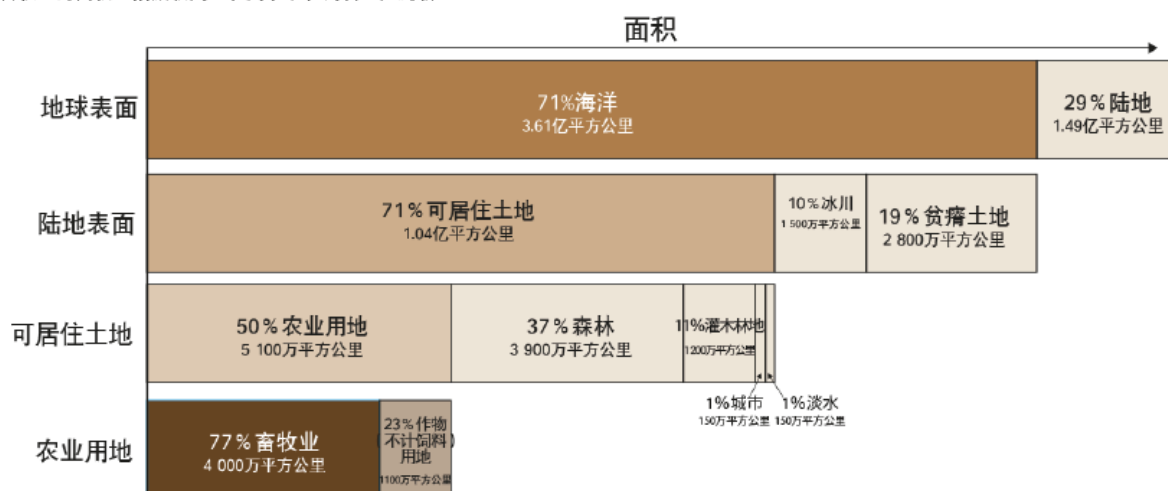 面积
地球表面
71%海洋
3.61亿平方公里
29%陆地
1.49亿平方公里
陆地表面
71%可居住土地
1.04亿平方公里
10%冰川
1 500万平方公里
19%贫瘠土地
2 800万平方公里
可居住土地
50%农业用地
5 100万平方公里
37%森林
3 900万平方公里
11%灌木林地
1200万平方公里
1%城市
150万平方公里
1%淡水
150万平方公里
农业用地
77%畜牧业
4 000万平方公里
23%作物
(不计饲料)
用地
1100万平方公里